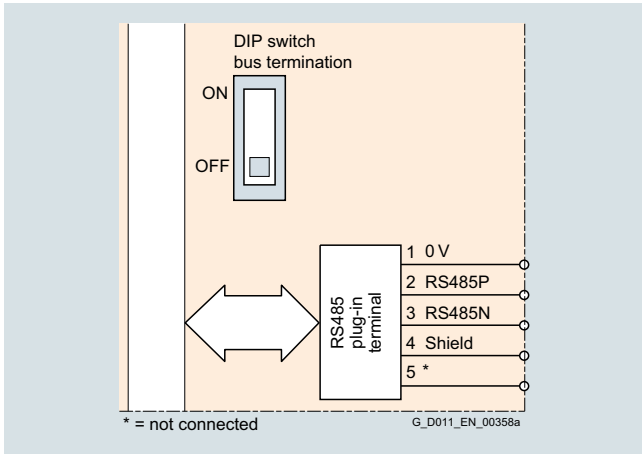 DIP switch
bus termination
ON
OFF
RS485
plug-in
terminal
1 0 V
2 RS485P
3 RS485N
4 Shield
5 *
* = not connected
G_D011_EN_00358a